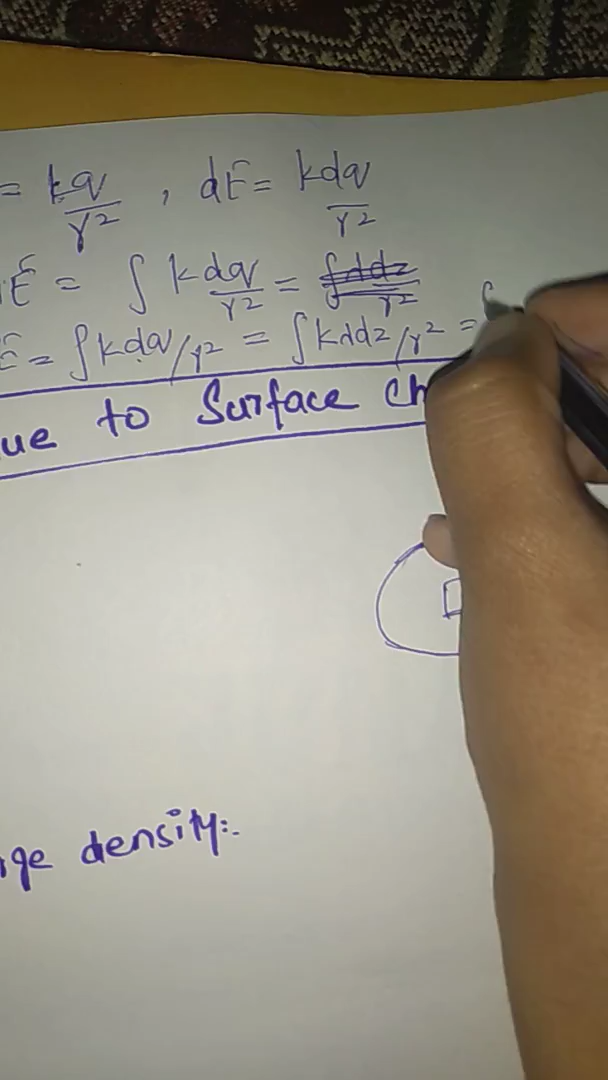 = kq/r² , dE = kdq/r²
E = ∫ kdq/r² =
E = ∫kdq/r² = ∫kλdz/r² = ∫
ue to Surface Ch
ge density:.